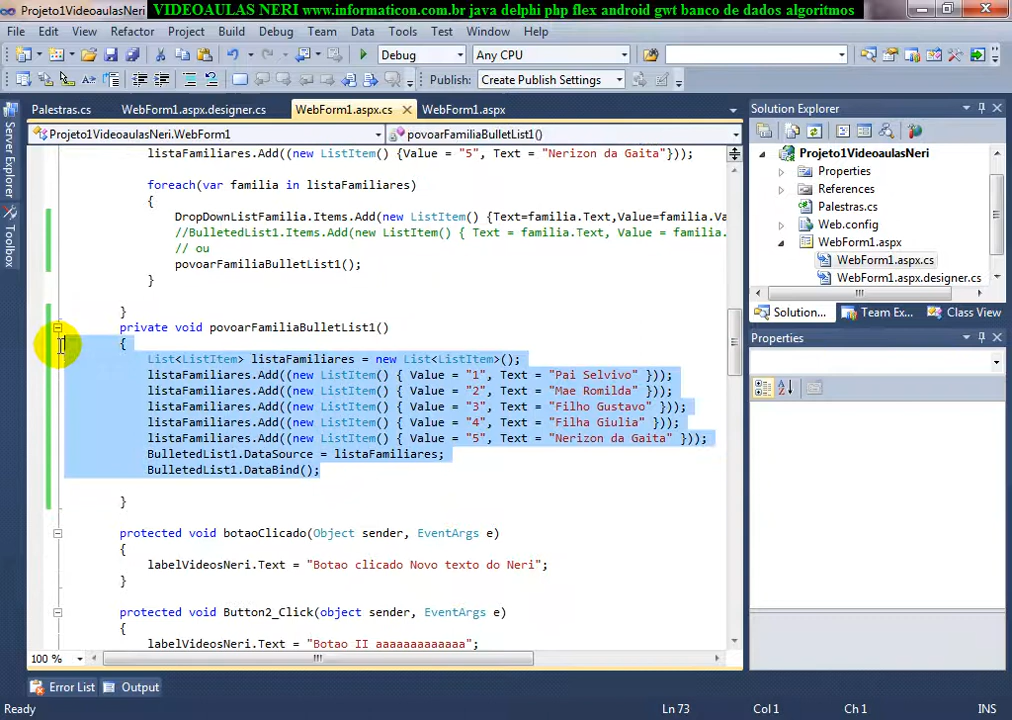 Projeto1VideoaulasNeri
VIDEOAULAS NERI www.informaticon.com.br java delphi php flex android gwt banco de dados algoritmos
File Edit View Refactor Project Build Debug Team Data Tools Test Window Help
Debug Any CPU
Publish: Create Publish Settings
Palestras.cs WebForm1.aspx.designer.cs WebForm1.aspx.cs WebForm1.aspx
Projeto1VideoaulasNeri.WebForm1 povoarFamiliaBulletList1()
Server Explorer
Toolbox
listaFamiliares.Add((new ListItem() {Value = "5", Text = "Nerizon da Gaita"}));
foreach(var familia in listaFamiliares)
{
DropDownListFamilia.Items.Add(new ListItem() {Text=familia.Text,Value=familia.Va
//BulletedList1.Items.Add(new ListItem() { Text = familia.Text, Value = familia.
// ou
povoarFamiliaBulletList1();
}
}
private void povoarFamiliaBulletList1()
{
List<ListItem> listaFamiliares = new List<ListItem>();
listaFamiliares.Add((new ListItem() { Value = "1", Text = "Pai Selvivo" }));
listaFamiliares.Add((new ListItem() { Value = "2", Text = "Mae Romilda" }));
listaFamiliares.Add((new ListItem() { Value = "3", Text = "Filho Gustavo" }));
listaFamiliares.Add((new ListItem() { Value = "4", Text = "Filha Giulia" }));
listaFamiliares.Add((new ListItem() { Value = "5", Text = "Nerizon da Gaita" }));
BulletedList1.DataSource = listaFamiliares;
BulletedList1.DataBind();
}
protected void botaoClicado(Object sender, EventArgs e)
{
labelVideosNeri.Text = "Botao clicado Novo texto do Neri";
}
protected void Button2_Click(object sender, EventArgs e)
{
labelVideosNeri.Text = "Botao II aaaaaaaaaaaaa";
100 %
Solution Explorer
Projeto1VideoaulasNeri
Properties
References
Palestras.cs
Web.config
WebForm1.aspx
WebForm1.aspx.cs
WebForm1.aspx.designer.cs
Solution... Team Ex... Class View
Properties
Error List Output
Ready Ln 73 Col 1 Ch 1 INS